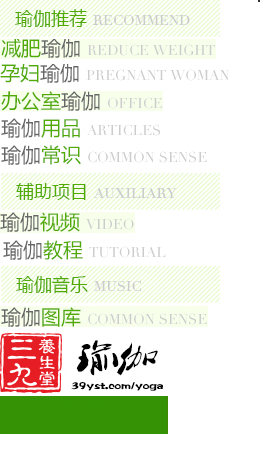 瑜伽推荐 RECOMMEND
减肥瑜伽 REDUCE WEIGHT
孕妇瑜伽 PREGNANT WOMAN
办公室瑜伽 OFFICE
瑜伽用品 ARTICLES
瑜伽常识 COMMON SENSE
辅助项目 AUXILIARY
瑜伽视频 VIDEO
瑜伽教程 TUTORIAL
瑜伽音乐 MUSIC
瑜伽图库 COMMON SENSE
三九 養生堂 瑜伽
39yst.com/yoga